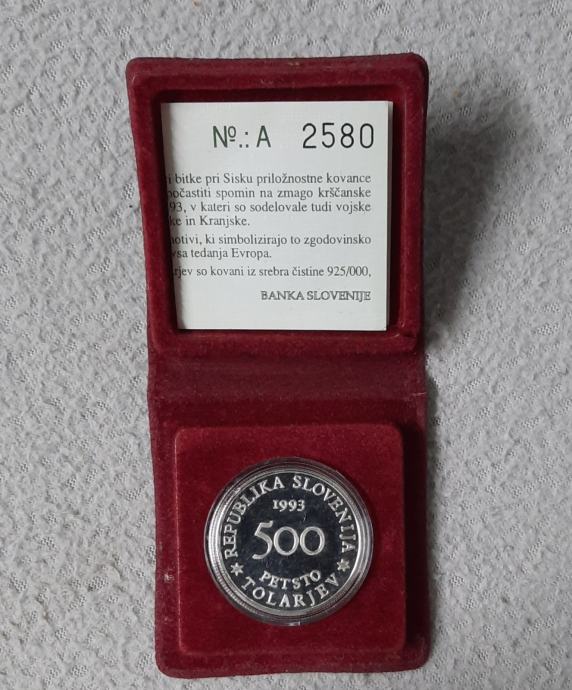 Nº.: A 2580
i bitke pri Sisku priložnostne kovance
počastiti spomin na zmago krščanske
93, v kateri so sodelovale tudi vojske
ke in Kranjske.
motivi, ki simbolizirajo to zgodovinsko
vsa tedanja Evropa.
rjev so kovani iz srebra čistine 925/000,
BANKA SLOVENIJE
REPUBLIKA SLOVENIJA
1993
500
PETSTO
TOLARJEV